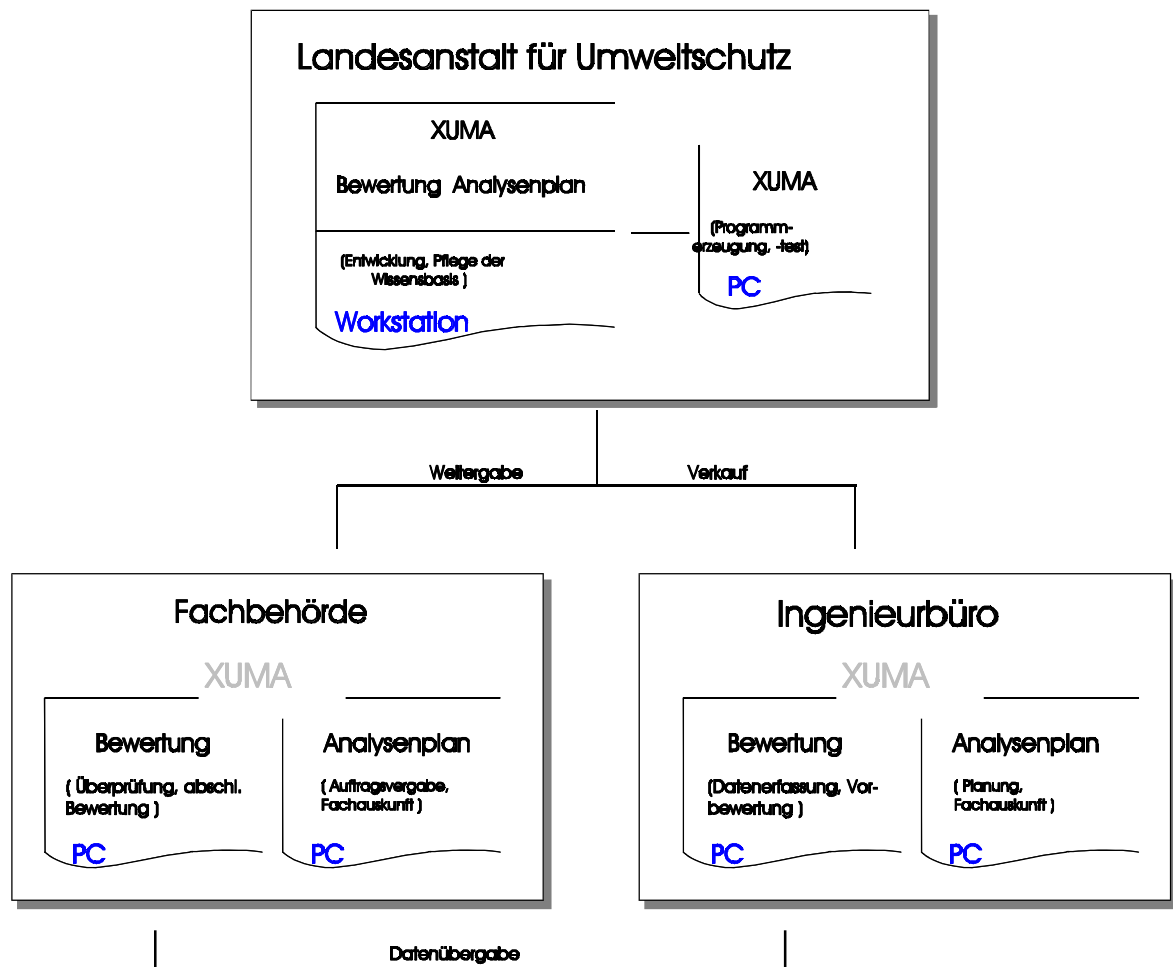 Landesanstalt für Umweltschutz
XUMA
Bewertung Analysenplan
(Entwicklung, Pflege der
Wissensbasis )
Workstation
XUMA
(Programm-
erzeugung, -test)
PC
Weitergabe
Verkauf
Fachbehörde
XUMA
Bewertung
( Überprüfung, abschl.
Bewertung )
PC
Analysenplan
( Auftragsvergabe,
Fachauskunft )
PC
Ingenieurbüro
XUMA
Bewertung
(Datenerfassung, Vor-
bewertung )
PC
Analysenplan
( Planung,
Fachauskunft )
PC
Datenübergabe